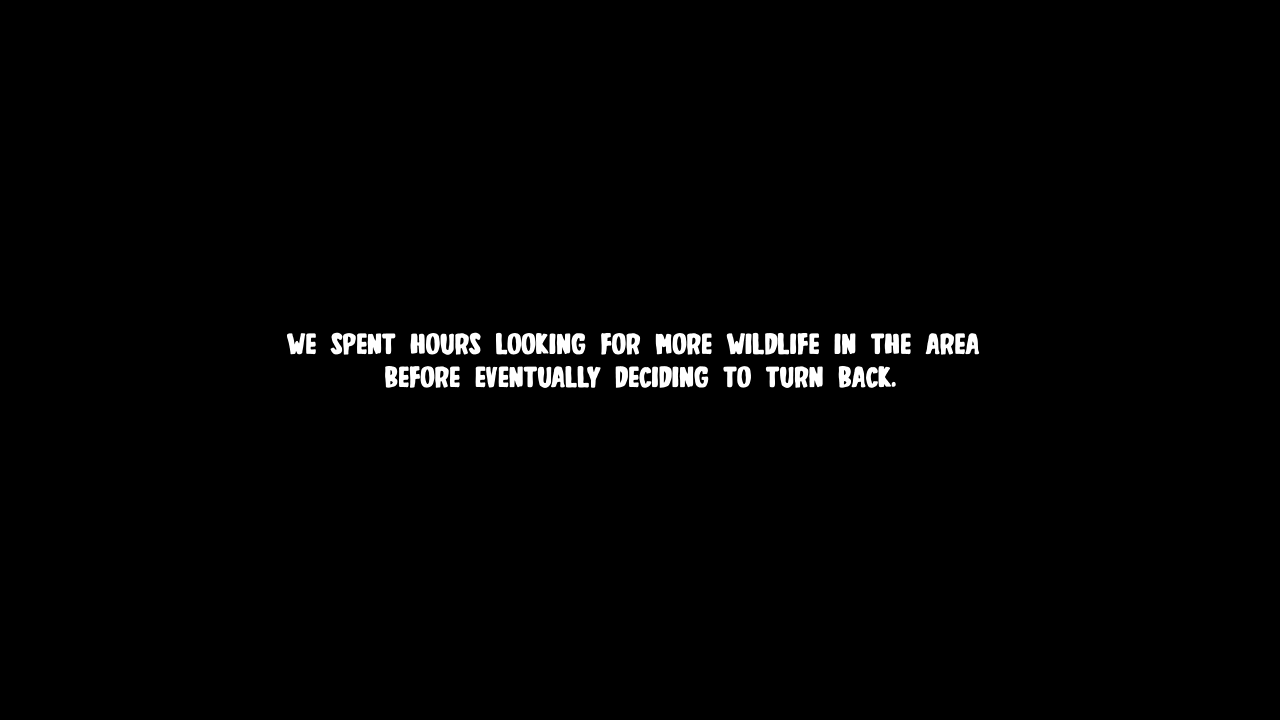 WE SPENT HOURS LOOKING FOR MORE WILDLIFE IN THE AREA
BEFORE EVENTUALLY DECIDING TO TURN BACK.